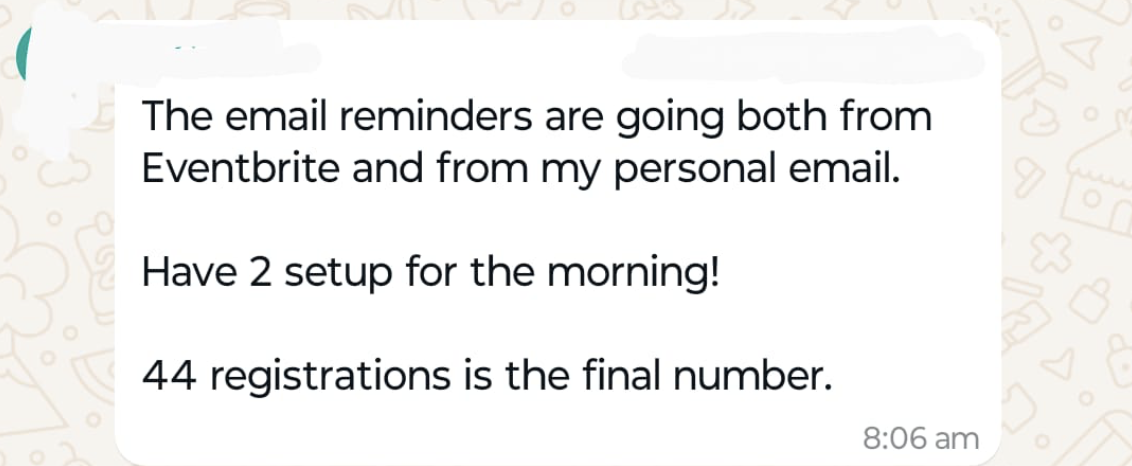 The email reminders are going both from
Eventbrite and from my personal email.
Have 2 setup for the morning!
44 registrations is the final number.
8:06 am